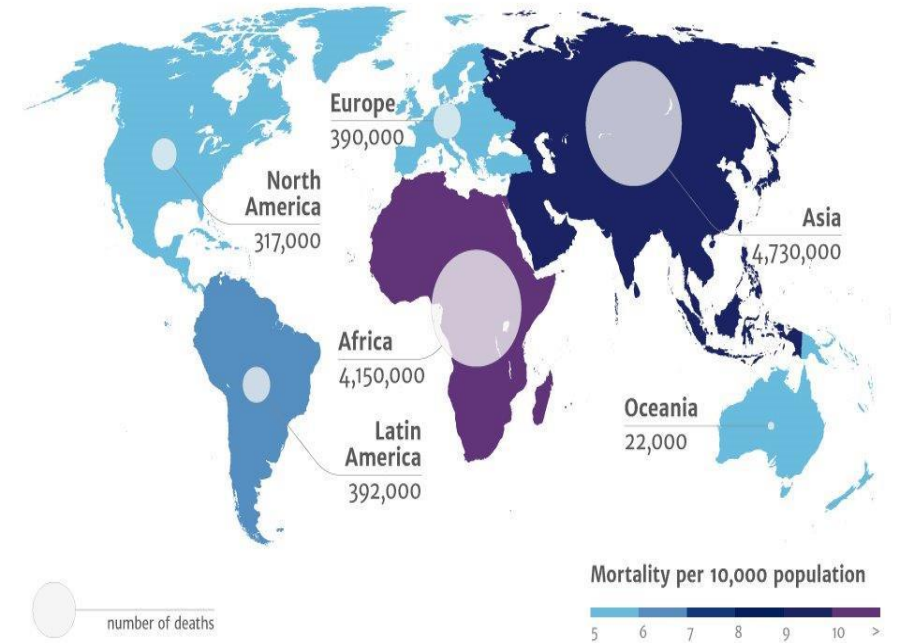 Europe
390,000
North
America
317,000
Asia
4,730,000
Africa
4,150,000
Oceania
22,000
Latin
America
392,000
Mortality per 10,000 population
number of deaths
5 6 7 8 9 10 >